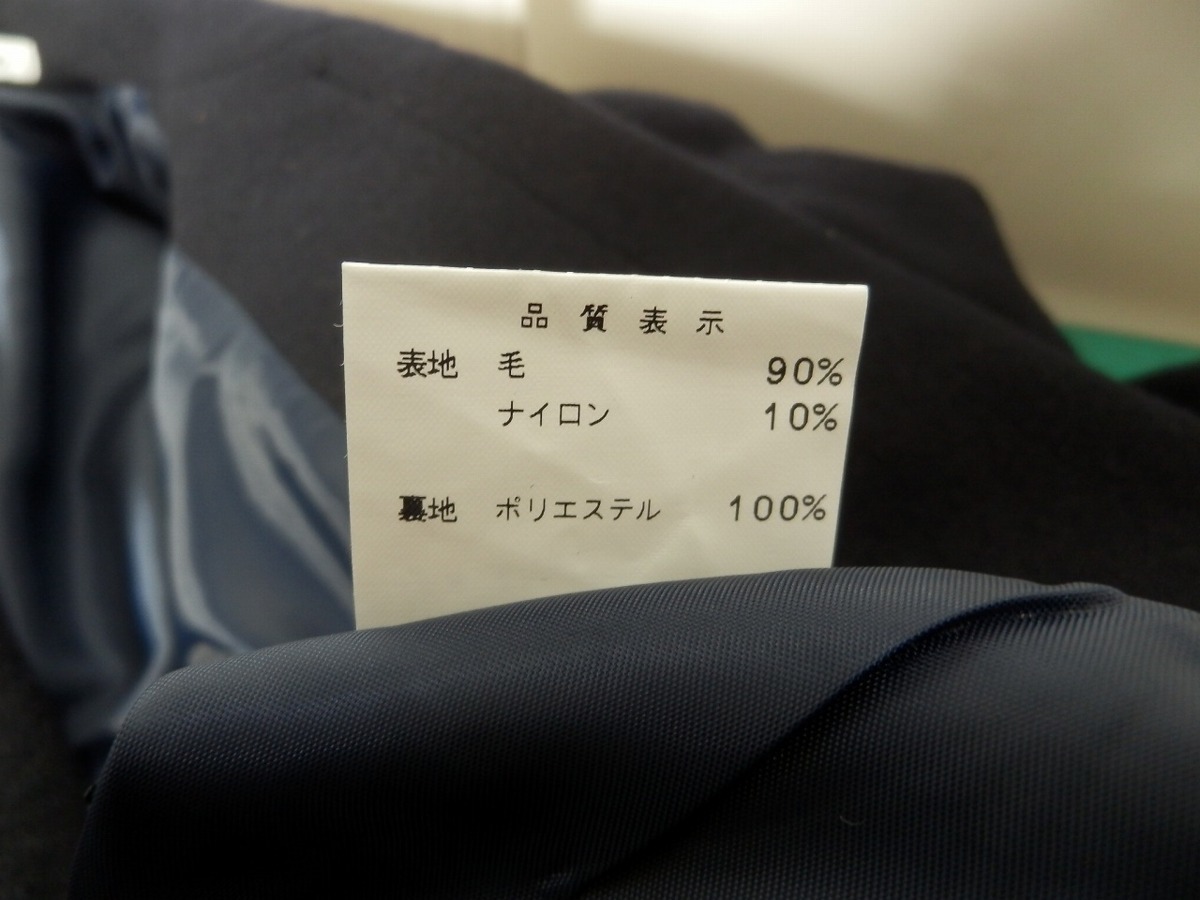 品質表示
表地 毛 90%
ナイロン 10%
裏地 ポリエステル 100%